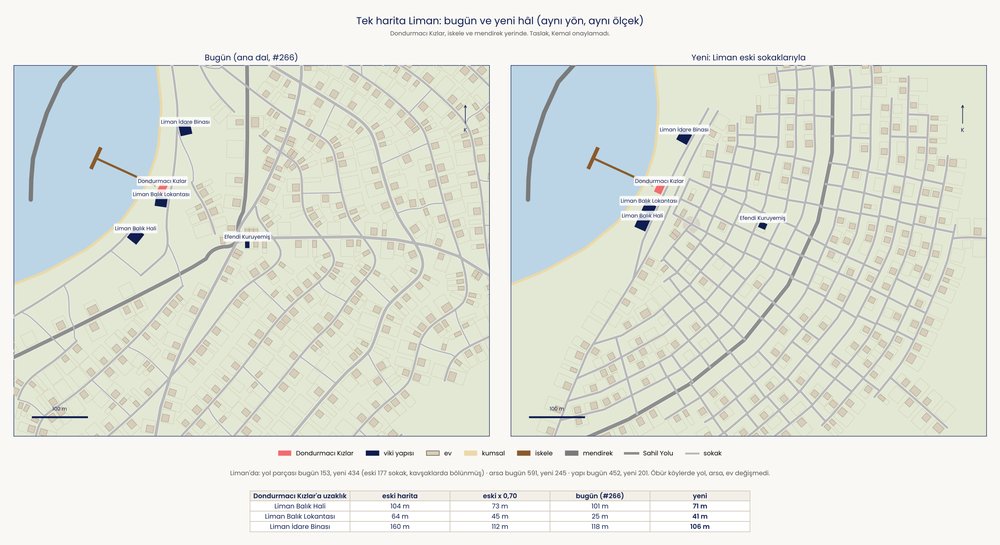 Tek harita Liman: bugün ve yeni hâl (aynı yön, aynı ölçek)
Dondurmacı Kızlar, iskele ve mendirek yerinde. Taslak, Kemal onaylamadı.
Bugün (ana dal, #266)
Liman İdare Binası
K
Dondurmacı Kızlar
Liman Balık Lokantası
Liman Balık Hali
Efendi Kuruyemiş
100 m
Yeni: Liman eski sokaklarıyla
Liman İdare Binası
K
Dondurmacı Kızlar
Liman Balık Lokantası
Liman Balık Hali
Efendi Kuruyemiş
100 m
Dondurmacı Kızlar viki yapısı ev kumsal iskele mendirek Sahil Yolu sokak
Liman'da: yol parçası bugün 153, yeni 434 (eski 177 sokak, kavşaklarda bölünmüş) · arsa bugün 591, yeni 245 · yapı bugün 452, yeni 201. Öbür köylerde yol, arsa, ev değişmedi.
Dondurmacı Kızlar'a uzaklık eski harita eski x 0,70 bugün (#266) yeni
Liman Balık Hali 104 m 73 m 101 m 71 m
Liman Balık Lokantası 64 m 45 m 25 m 41 m
Liman İdare Binası 160 m 112 m 118 m 106 m